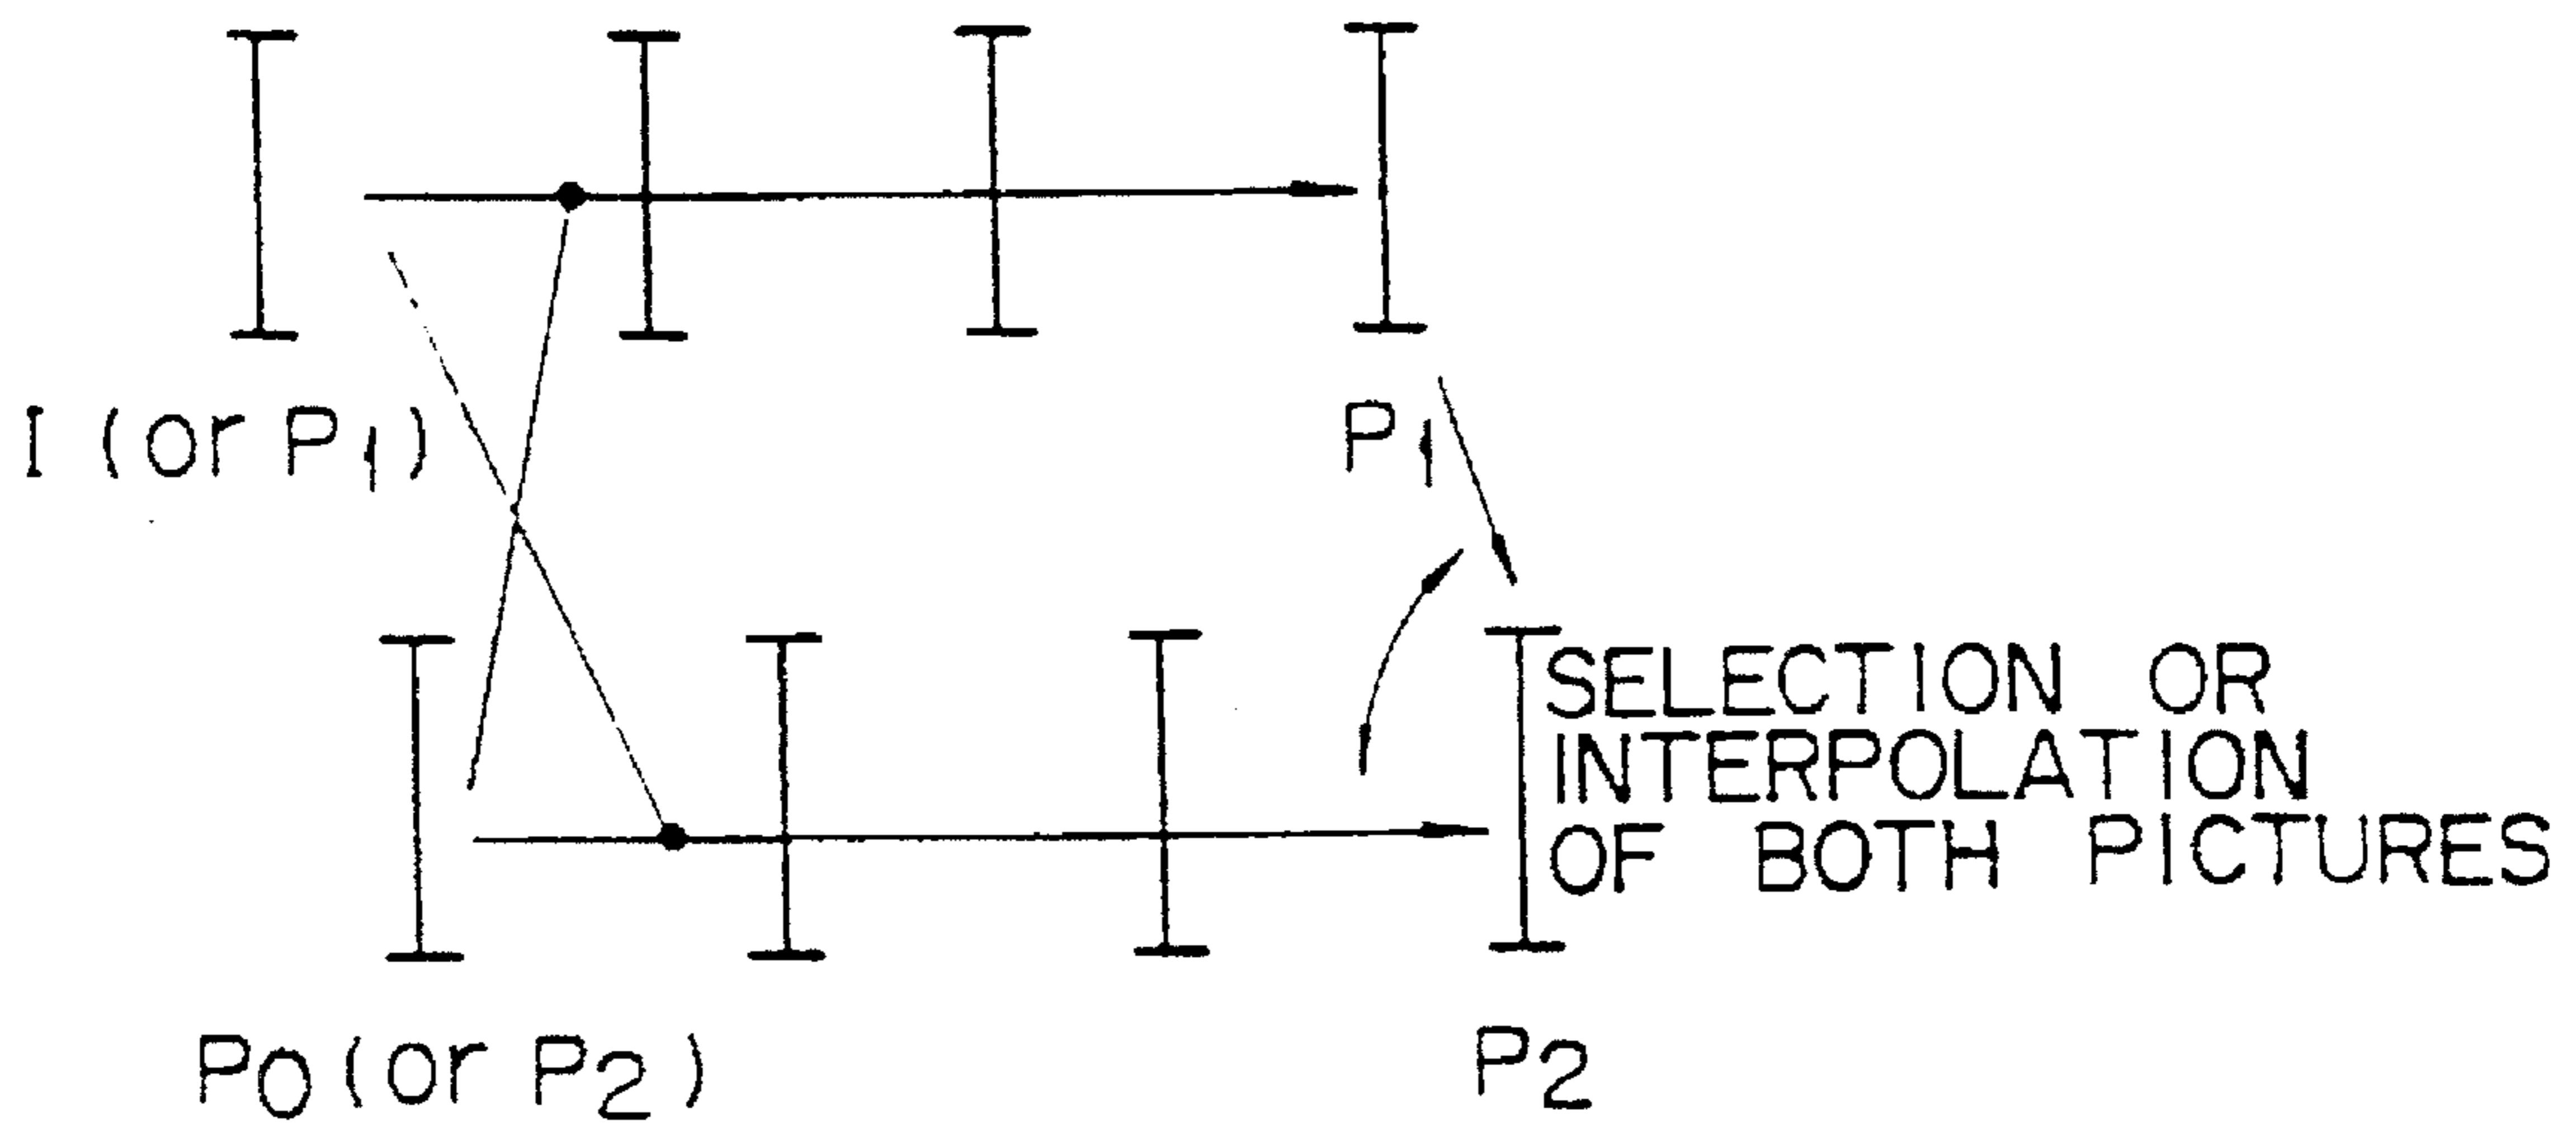 I (or P1)
P1
SELECTION OR
INTERPOLATION
OF BOTH PICTURES
P0 (or P2)
P2